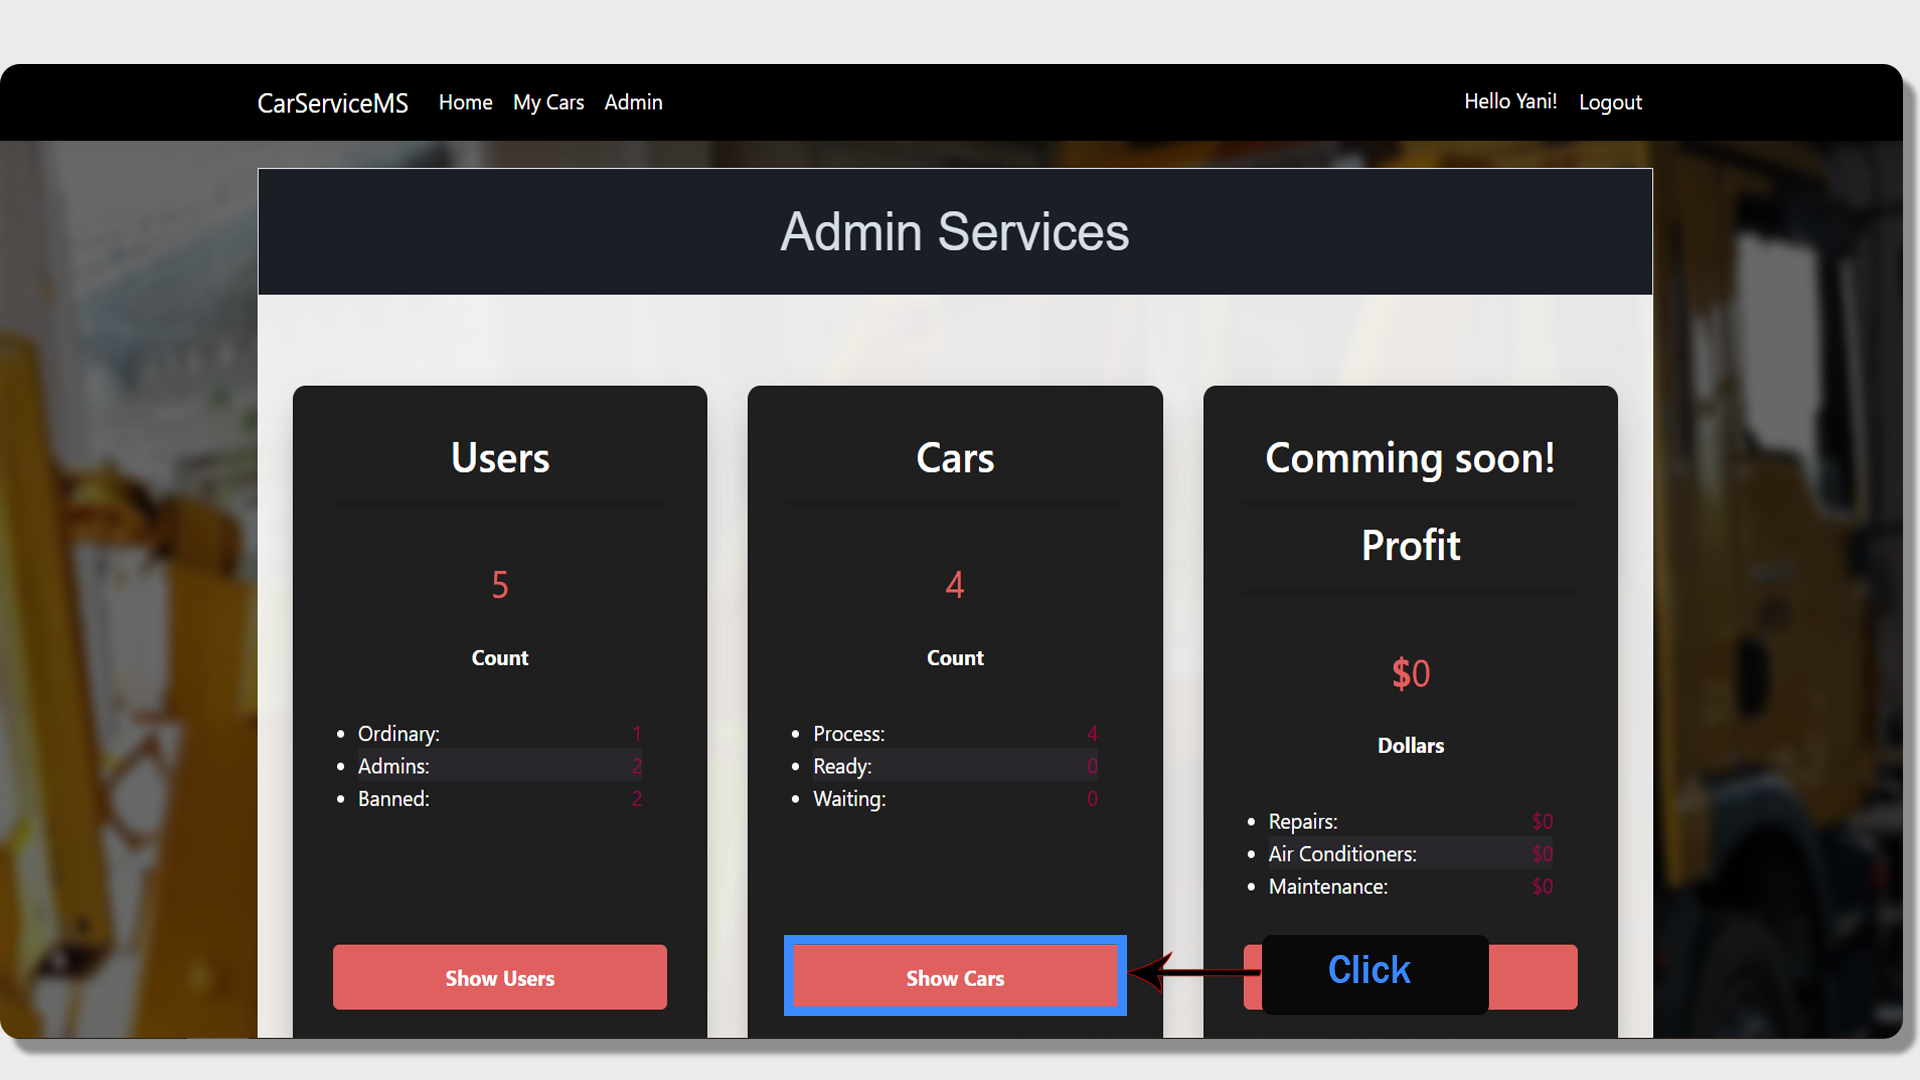 CarServiceMS Home My Cars Admin Hello Yani! Logout
Admin Services
Users
5
Count
Ordinary: 1
Admins: 2
Banned: 2
Show Users
Cars
4
Count
Process: 4
Ready: 0
Waiting: 0
Show Cars
Comming soon!
Profit
$0
Dollars
Repairs: $0
Air Conditioners: $0
Maintenance: $0
Click